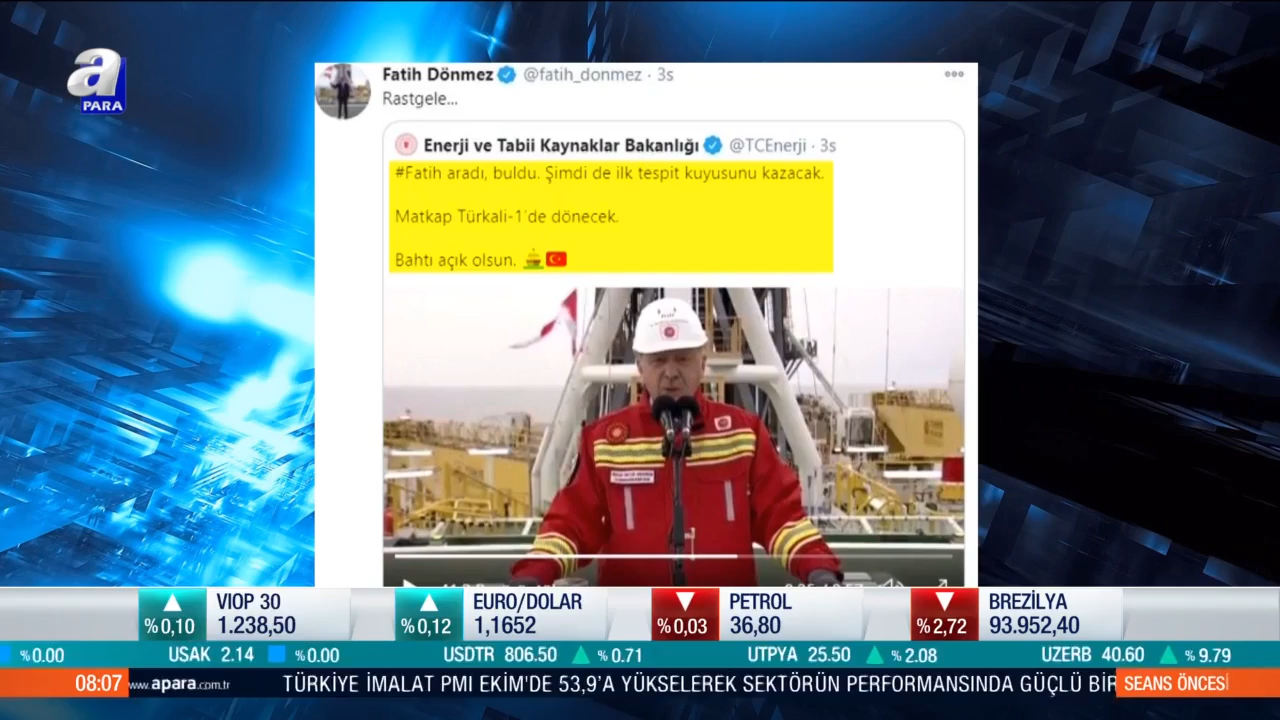 a
PARA
Fatih Dönmez @fatih_donmez · 3s
Rastgele...
Enerji ve Tabii Kaynaklar Bakanlığı @TCEnerji · 3s
#Fatih aradı, buldu. Şimdi de ilk tespit kuyusunu kazacak.
Matkap Türkali-1'de dönecek.
Bahtı açık olsun.
VIOP 30
%0,10 1.238,50
EURO/DOLAR
%0,12 1,1652
PETROL
%0,03 36,80
BREZİLYA
%2,72 93.952,40
%0.00 USAK 2.14 %0.00 USDTR 806.50 %0.71 UTPYA 25.50 %2.08 UZERB 40.60 %9.79
08:07 www.apara.com.tr TÜRKİYE İMALAT PMI EKİM'DE 53,9'A YÜKSELEREK SEKTÖRÜN PERFORMANSINDA GÜÇLÜ BİR SEANS ÖNCESİ